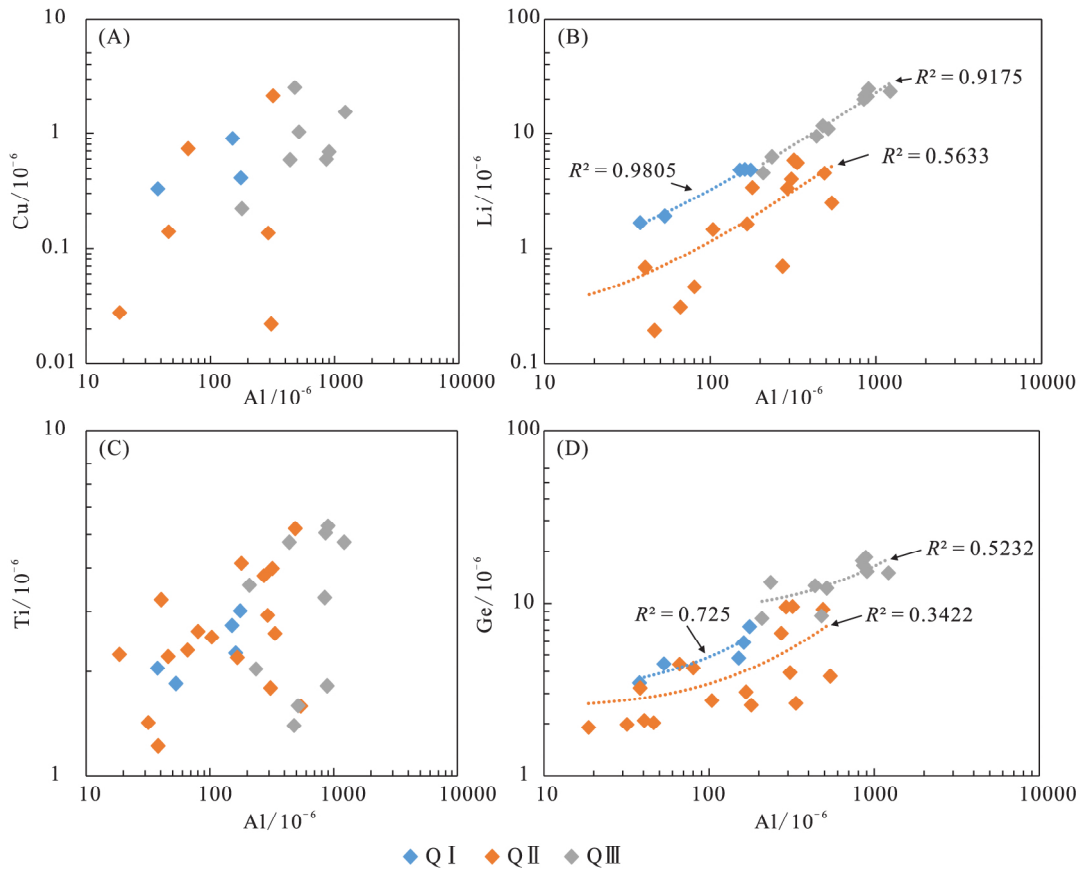 (A)
10
1
0.1
0.01
Cu/10⁻⁶
10 100 1000 10000
Al/10⁻⁶
(B)
100
10
1
0.1
Li/10⁻⁶
R² = 0.9175
R² = 0.9805
R² = 0.5633
10 100 1000 10000
Al/10⁻⁶
(C)
10
1
Ti/10⁻⁶
10 100 1000 10000
Al/10⁻⁶
(D)
100
10
1
Ge/10⁻⁶
R² = 0.5232
R² = 0.725
R² = 0.3422
10 100 1000 10000
Al/10⁻⁶
QⅠ QⅡ QⅢ